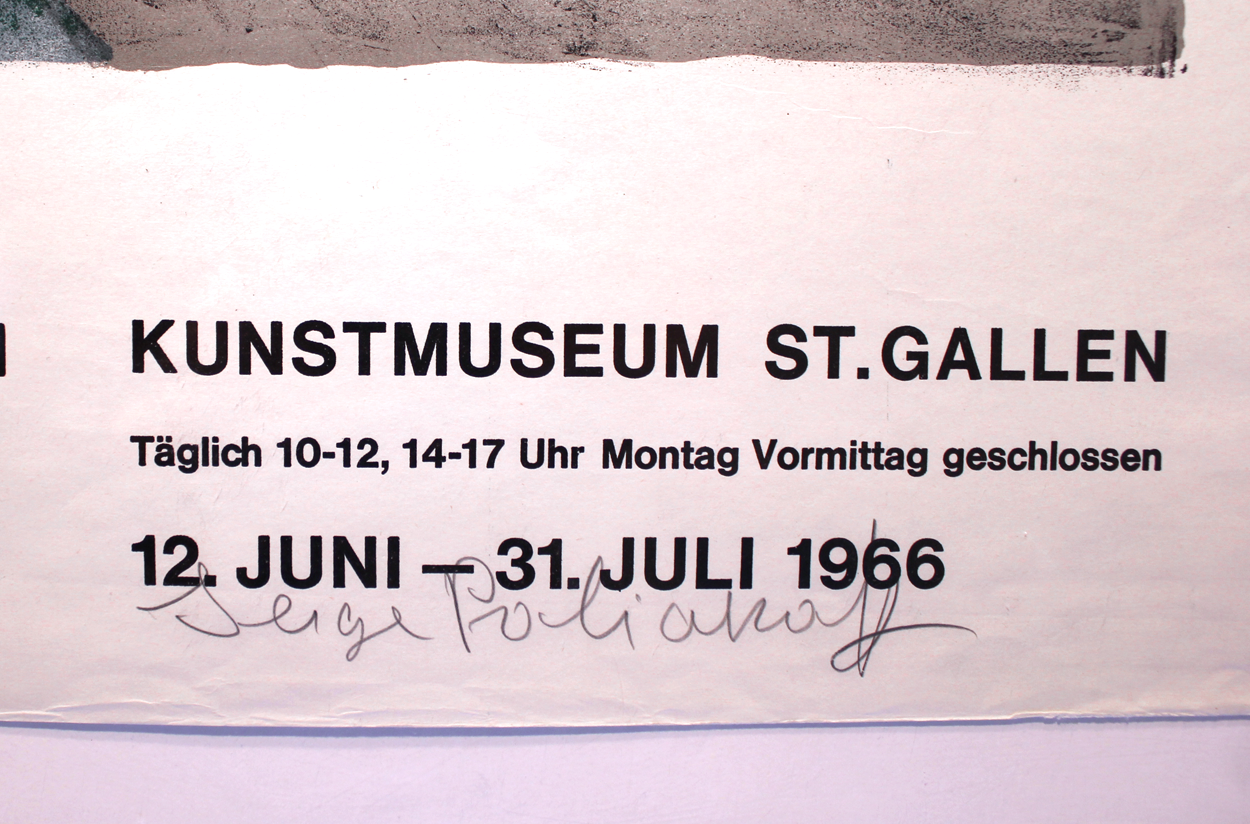 KUNSTMUSEUM ST.GALLEN
Täglich 10-12, 14-17 Uhr Montag Vormittag geschlossen
12. JUNI – 31. JULI 1966
Serge Poliakoff